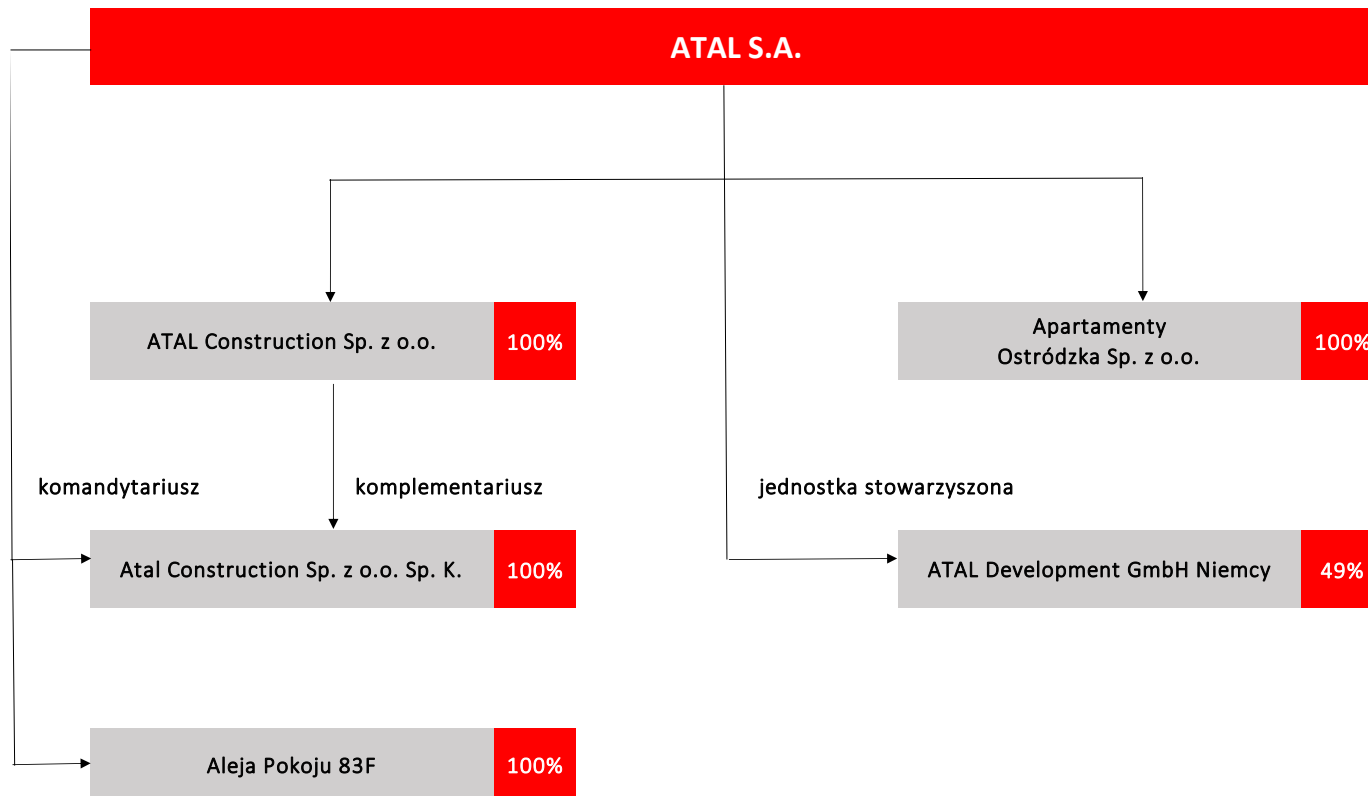 ATAL S.A.
ATAL Construction Sp. z o.o.
100%
Apartamenty
Ostródzka Sp. z o.o.
100%
komandytariusz
komplementariusz
jednostka stowarzyszona
Atal Construction Sp. z o.o. Sp. K.
100%
ATAL Development GmbH Niemcy
49%
Aleja Pokoju 83F
100%